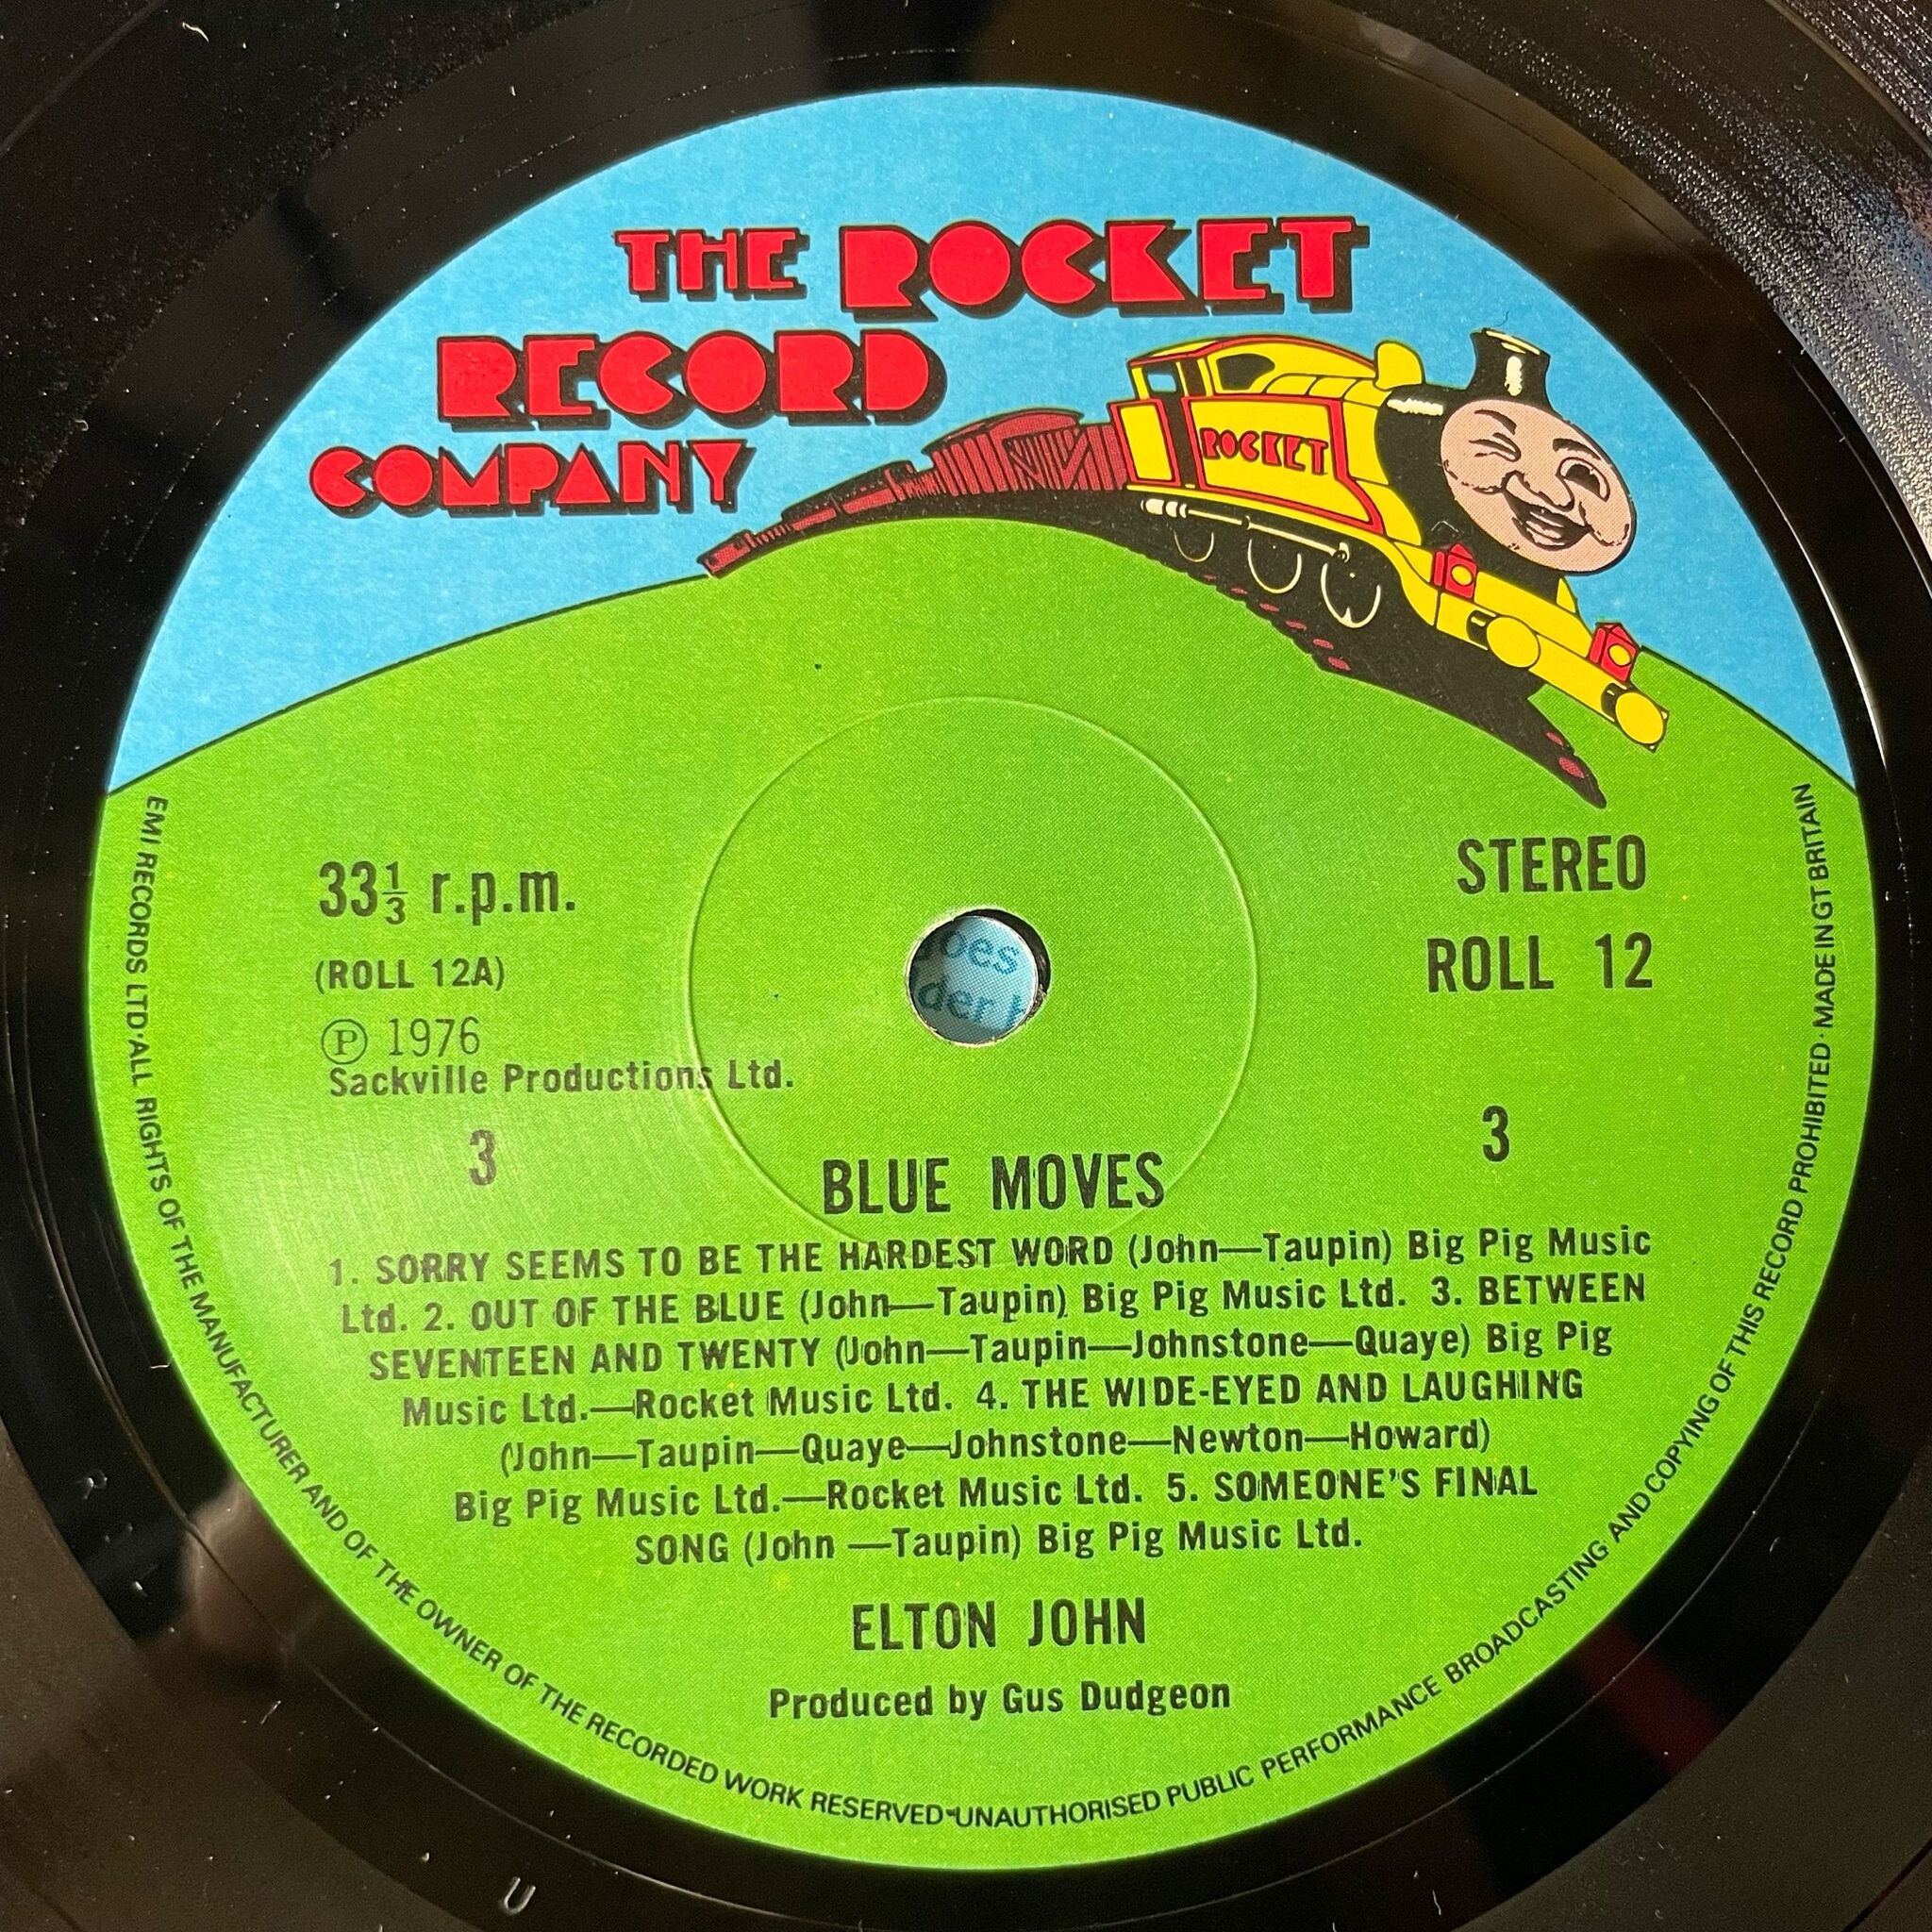 THE ROCKET
RECORD
COMPANY
ROCKET
33⅓ r.p.m.
(ROLL 12A)
Ⓟ 1976
Sackville Productions Ltd.
3
STEREO
ROLL 12
3
oes
der
BLUE MOVES
1. SORRY SEEMS TO BE THE HARDEST WORD (John—Taupin) Big Pig Music
Ltd. 2. OUT OF THE BLUE (John—Taupin) Big Pig Music Ltd. 3. BETWEEN
SEVENTEEN AND TWENTY (John—Taupin—Johnstone—Quaye) Big Pig
Music Ltd.—Rocket Music Ltd. 4. THE WIDE-EYED AND LAUGHING
(John—Taupin—Quaye—Johnstone—Newton—Howard)
Big Pig Music Ltd.—Rocket Music Ltd. 5. SOMEONE'S FINAL
SONG (John —Taupin) Big Pig Music Ltd.
ELTON JOHN
Produced by Gus Dudgeon
EMI RECORDS LTD·ALL RIGHTS OF THE MANUFACTURER AND OF THE OWNER OF THE RECORDED WORK RESERVED·UNAUTHORISED PUBLIC PERFORMANCE BROADCASTING AND COPYING OF THIS RECORD PROHIBITED·MADE IN GT BRITAIN
U